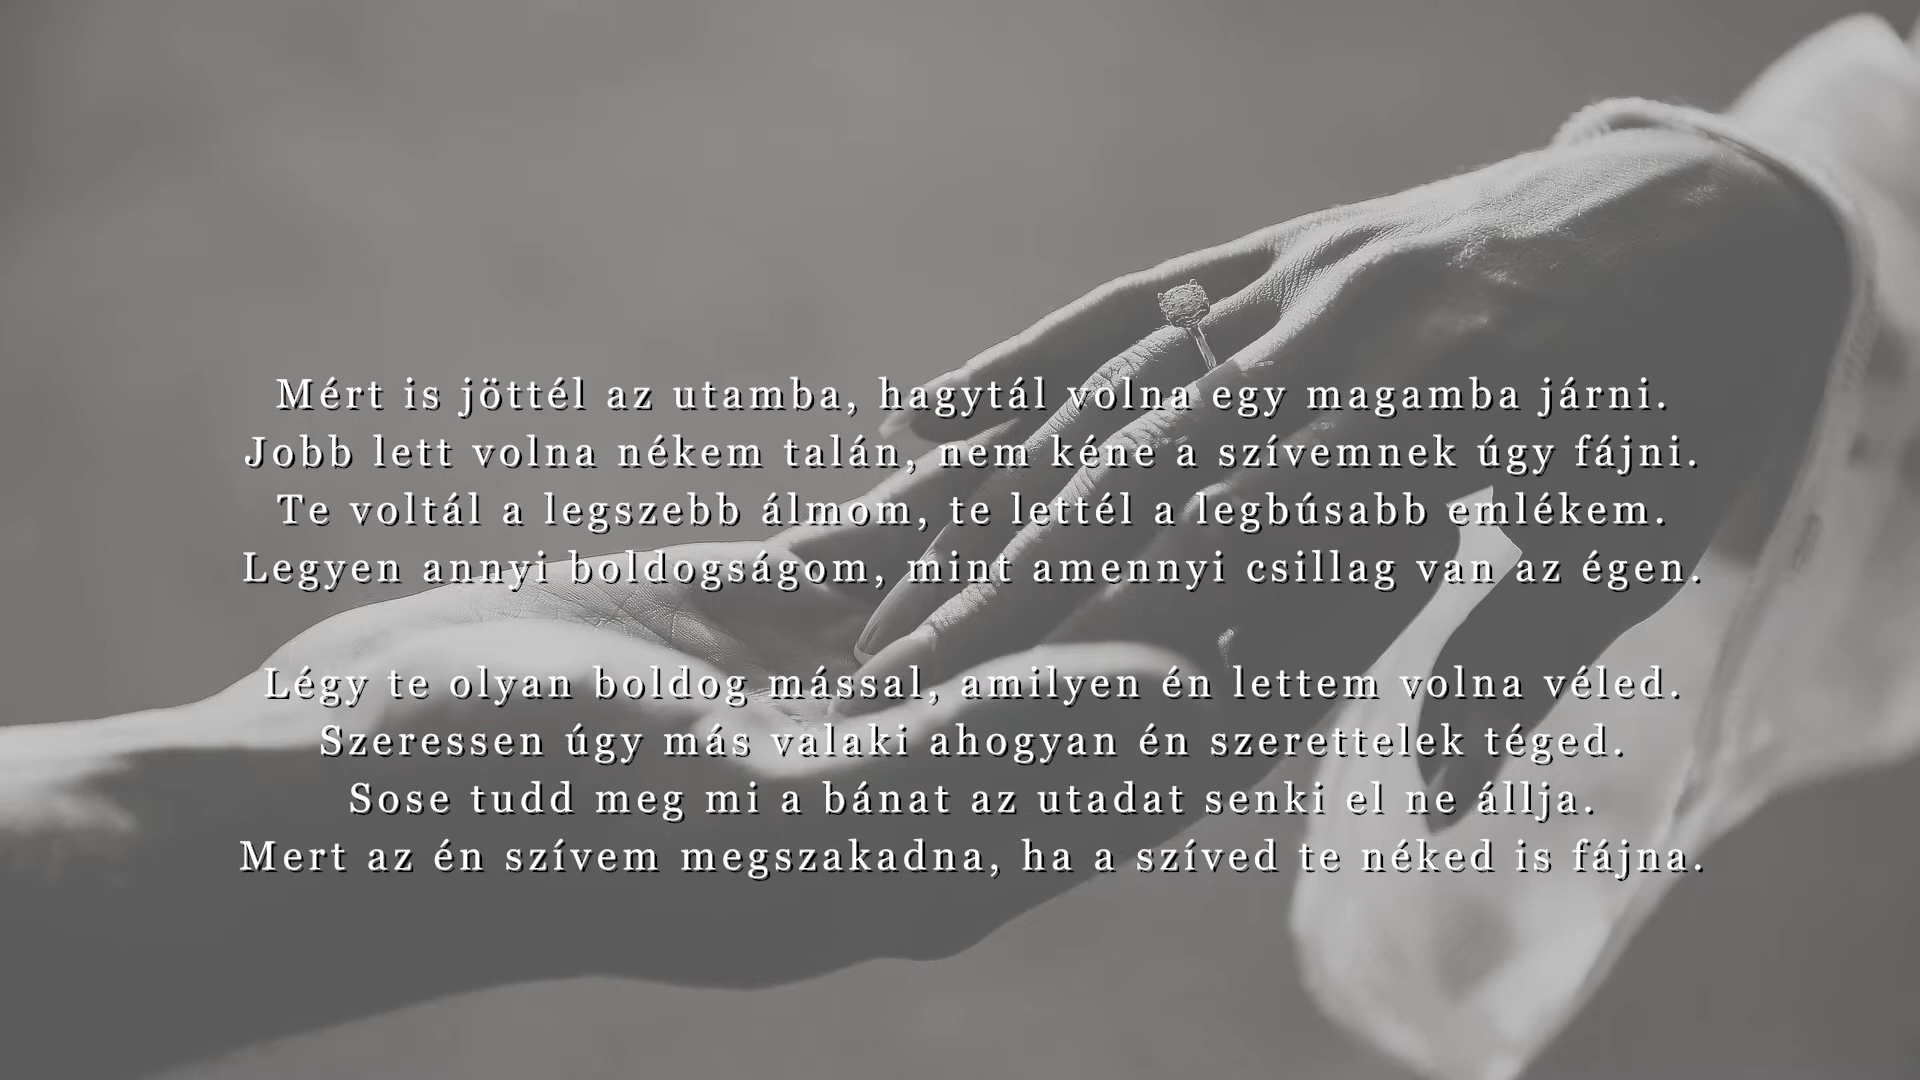 Mért is jöttél az utamba, hagytál volna egy magamba járni.
Jobb lett volna nékem talán, nem kéne a szívemnek úgy fájni.
Te voltál a legszebb álmom, te lettél a legbúsabb emlékem.
Legyen annyi boldogságom, mint amennyi csillag van az égen.
Légy te olyan boldog mással, amilyen én lettem volna véled.
Szeressen úgy más valaki ahogyan én szerettelek téged.
Sose tudd meg mi a bánat az utadat senki el ne állja.
Mert az én szívem megszakadna, ha a szíved te néked is fájna.